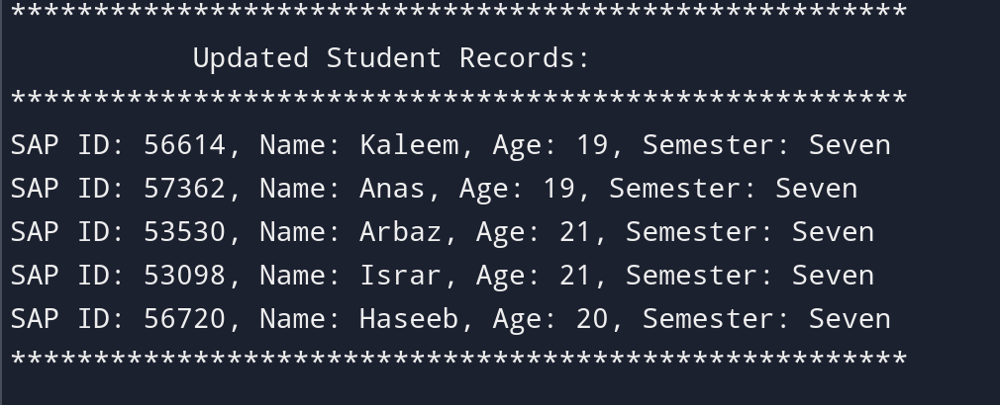 ******************************************************
Updated Student Records:
******************************************************
SAP ID: 56614, Name: Kaleem, Age: 19, Semester: Seven
SAP ID: 57362, Name: Anas, Age: 19, Semester: Seven
SAP ID: 53530, Name: Arbaz, Age: 21, Semester: Seven
SAP ID: 53098, Name: Israr, Age: 21, Semester: Seven
SAP ID: 56720, Name: Haseeb, Age: 20, Semester: Seven
******************************************************